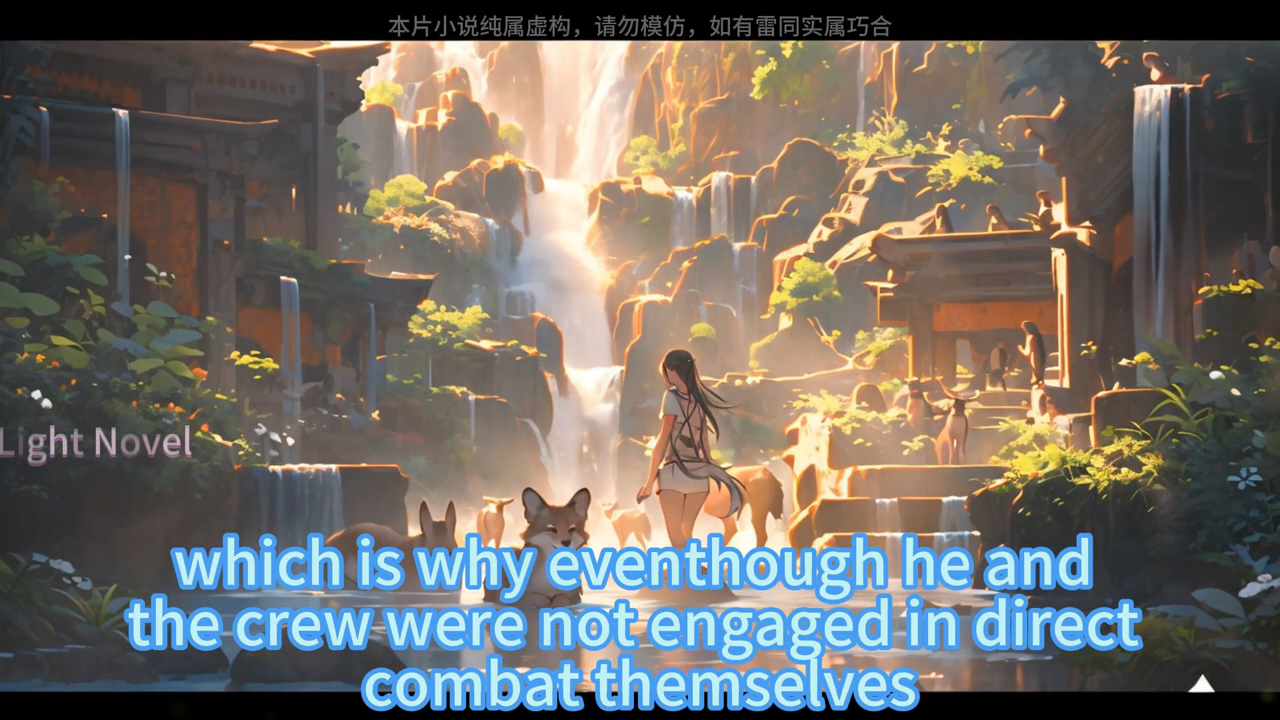 本片小说纯属虚构，请勿模仿，如有雷同实属巧合
Light Novel
which is why eventhough he and
the crew were not engaged in direct
combat themselves